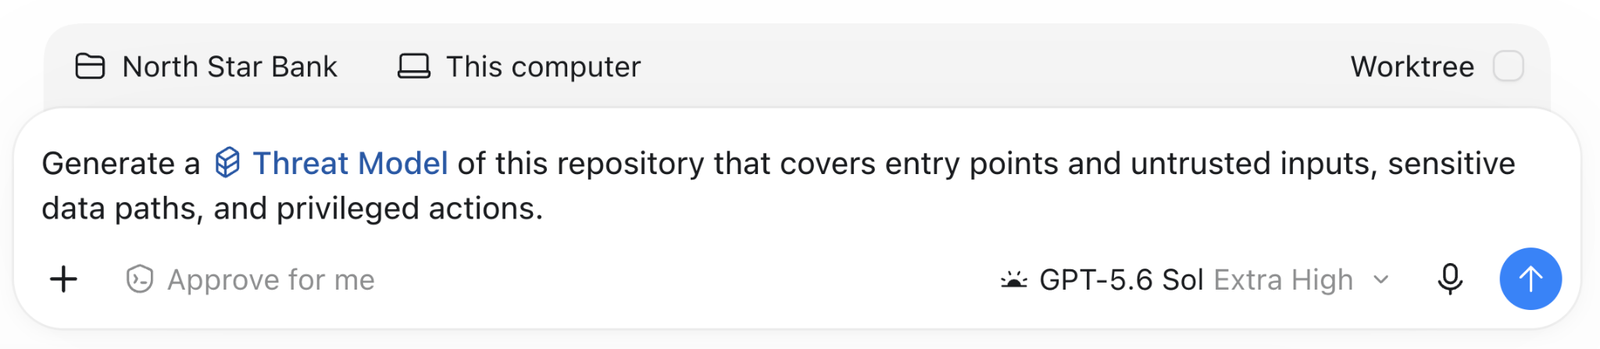 North Star Bank This computer Worktree
Generate a Threat Model of this repository that covers entry points and untrusted inputs, sensitive
data paths, and privileged actions.
Approve for me GPT-5.6 Sol Extra High